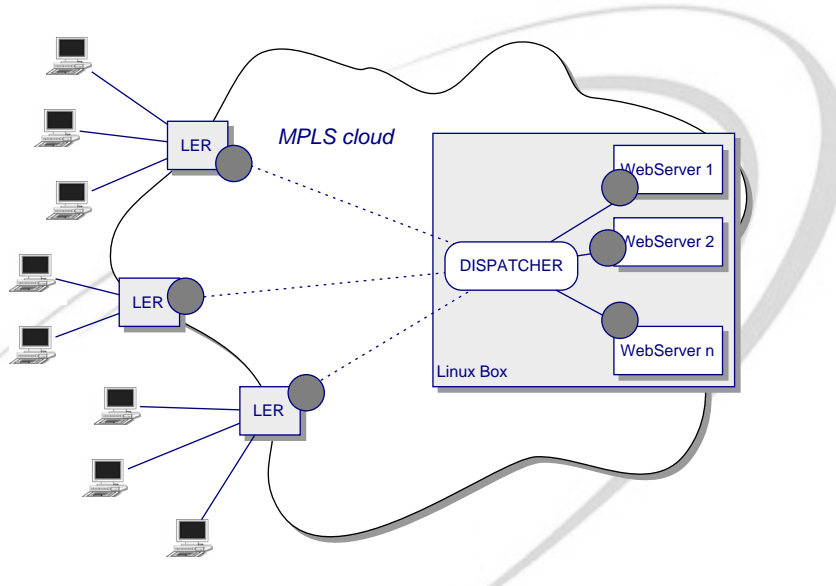 LER
MPLS cloud
WebServer 1
WebServer 2
DISPATCHER
LER
WebServer n
Linux Box
LER